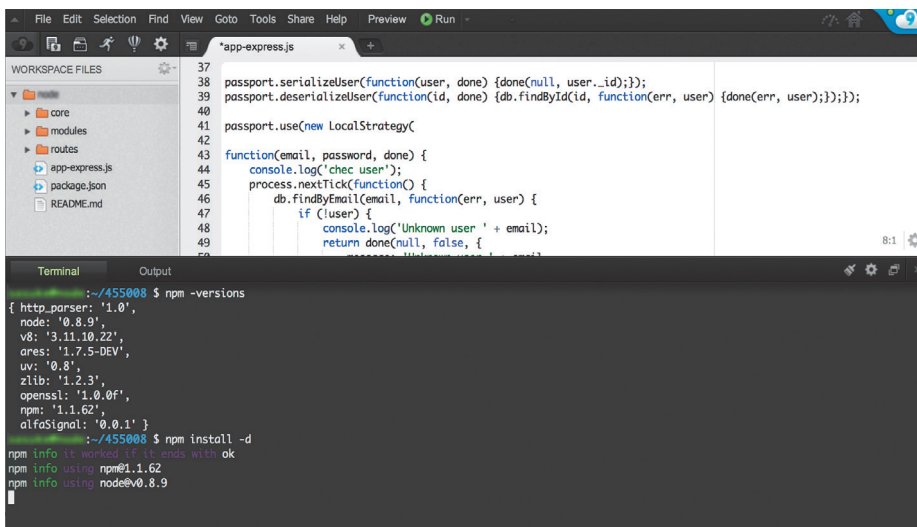 File Edit Selection Find View Goto Tools Share Help Preview Run
*app-express.js × +
WORKSPACE FILES
core
modules
routes
app-express.js
package.json
README.md
37
38 passport.serializeUser(function(user, done) {done(null, user._id);});
39 passport.deserializeUser(function(id, done) {db.findById(id, function(err, user) {done(err, user);});});
40
41 passport.use(new LocalStrategy(
42
43 function(email, password, done) {
44 console.log('chec user');
45 process.nextTick(function() {
46 db.findByEmail(email, function(err, user) {
47 if (!user) {
48 console.log('Unknown user ' + email);
49 return done(null, false, {
8:1
Terminal Output
:~/455008 $ npm -versions
{ http_parser: '1.0',
node: '0.8.9',
v8: '3.11.10.22',
ares: '1.7.5-DEV',
uv: '0.8',
zlib: '1.2.3',
openssl: '1.0.0f',
npm: '1.1.62',
alfaSignal: '0.0.1' }
:~/455008 $ npm install -d
npm info it worked if it ends with ok
npm info using npm@1.1.62
npm info using node@v0.8.9